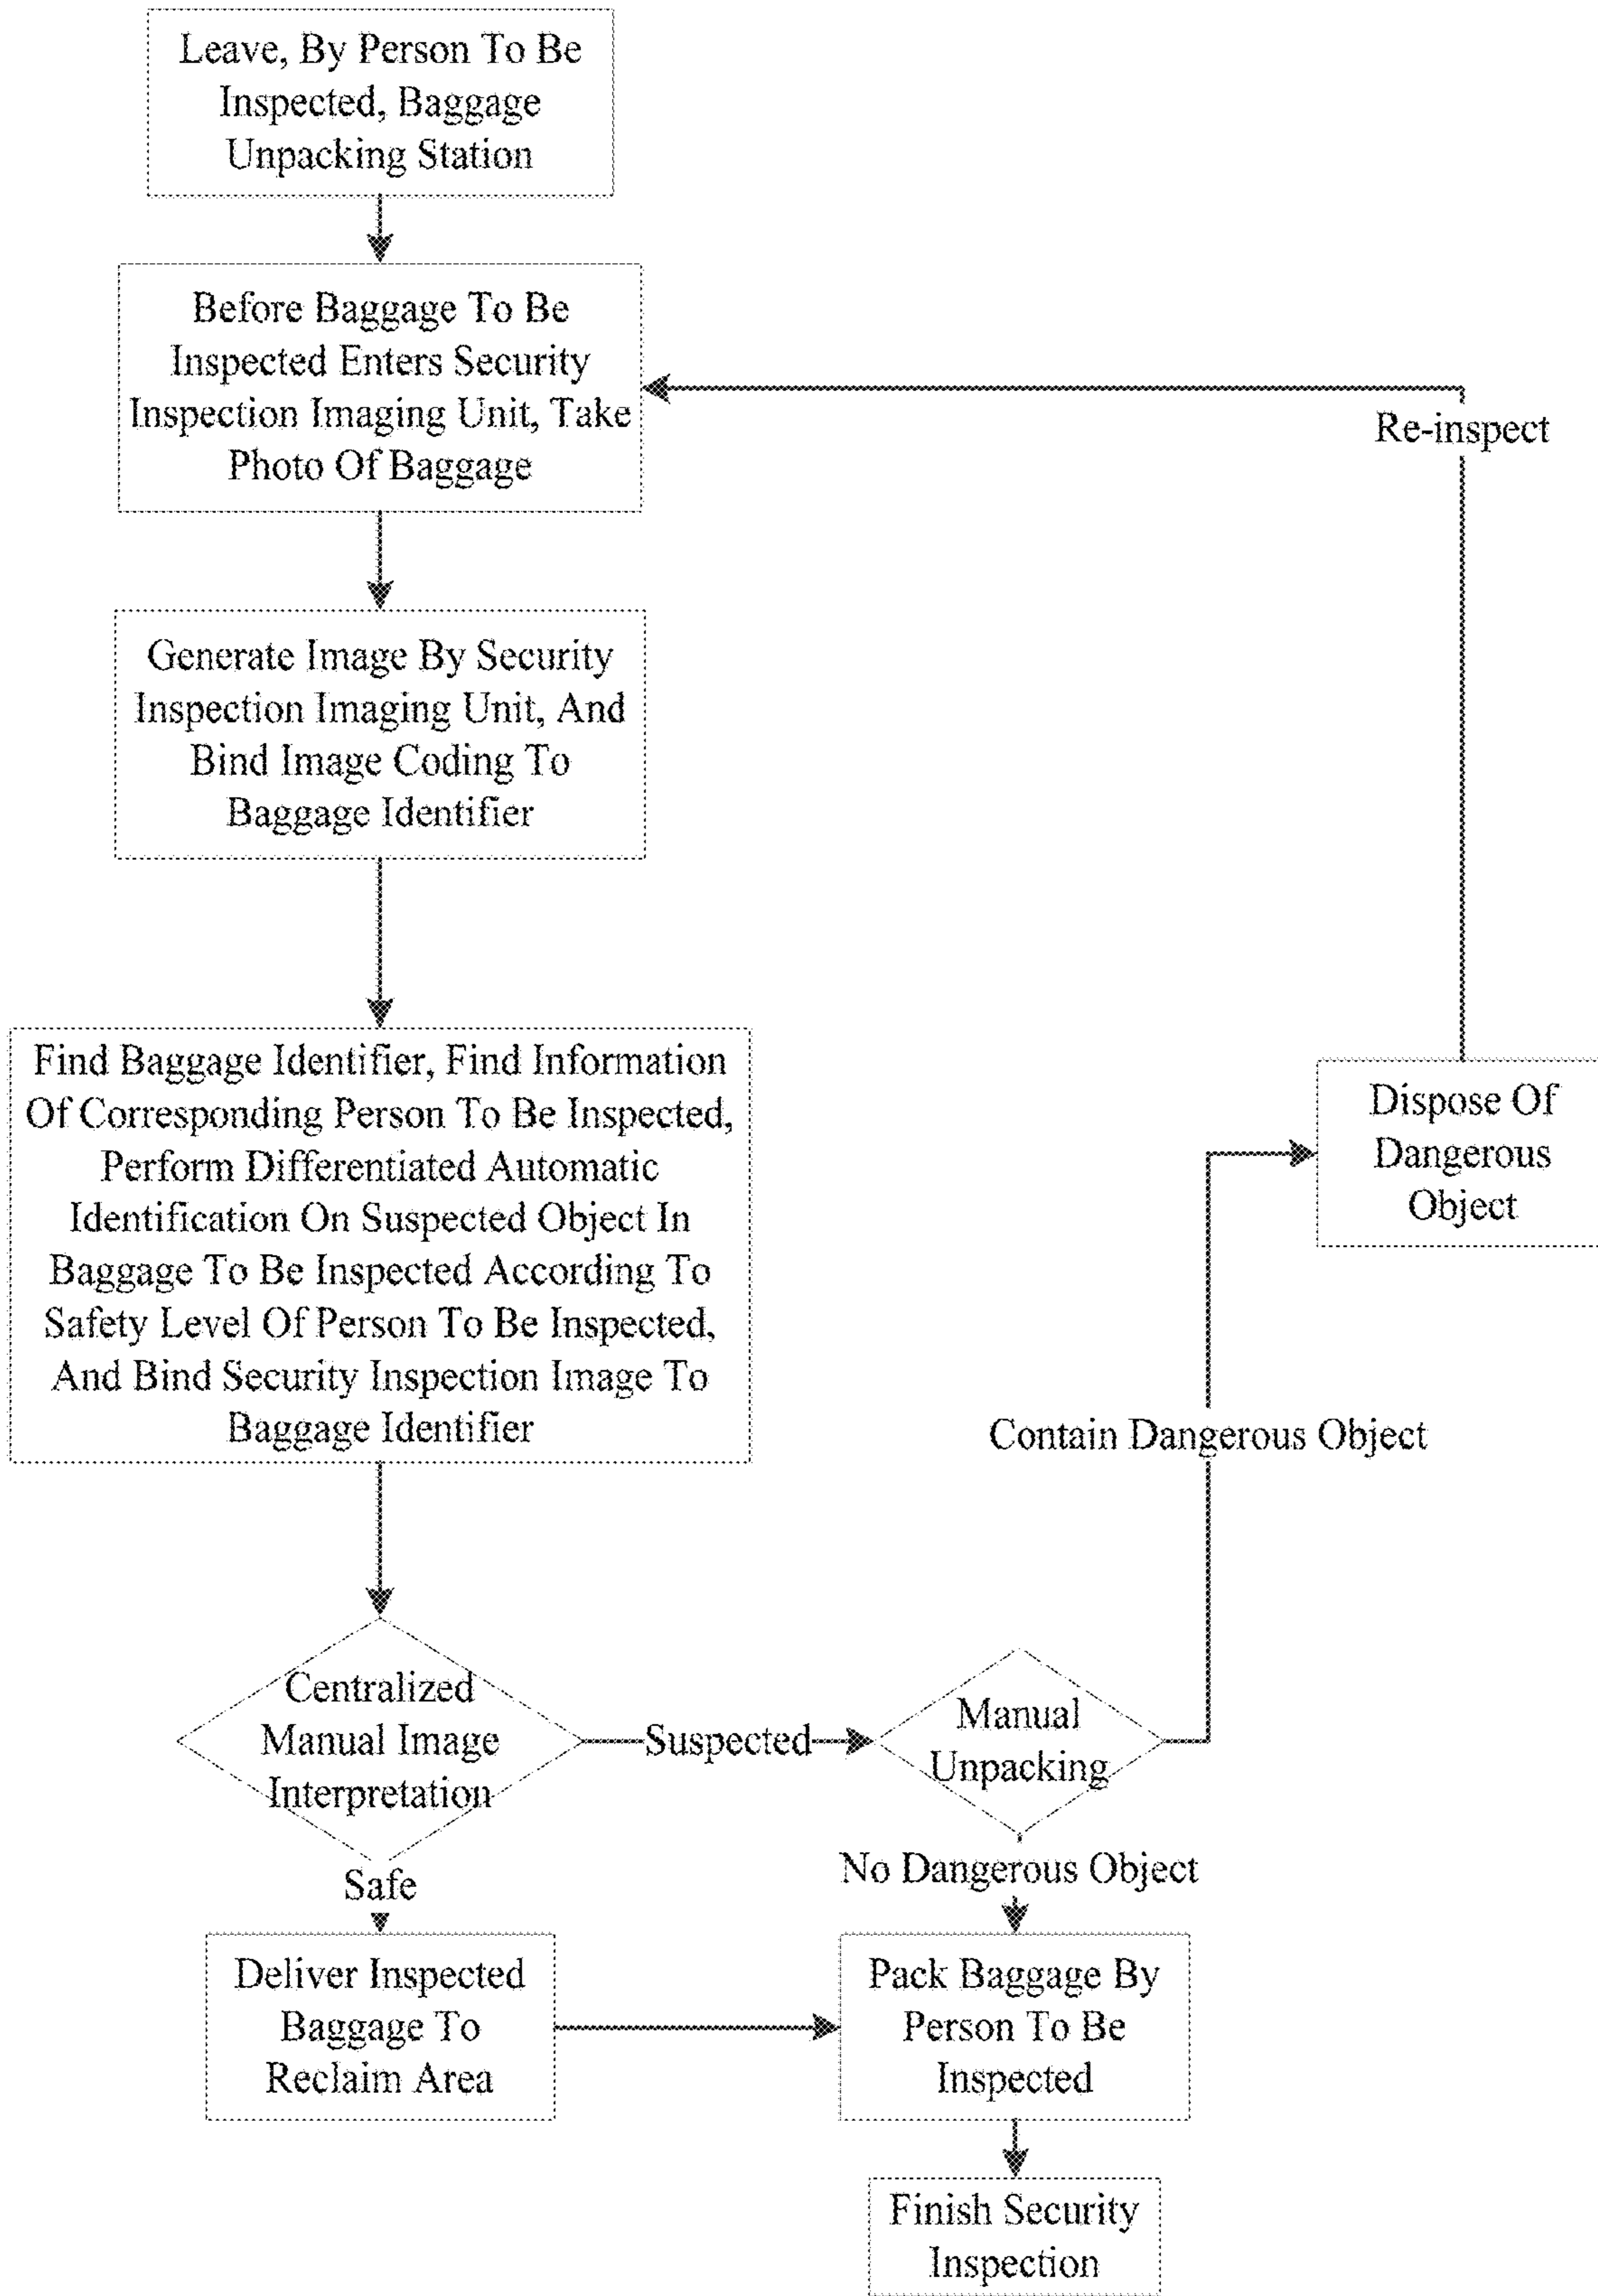 Leave, By Person To Be
Inspected, Baggage
Unpacking Station
Before Baggage To Be
Inspected Enters Security
Inspection Imaging Unit, Take
Photo Of Baggage
Re-inspect
Generate Image By Security
Inspection Imaging Unit, And
Bind Image Coding To
Baggage Identifier
Find Baggage Identifier, Find Information
Of Corresponding Person To Be Inspected,
Perform Differentiated Automatic
Identification On Suspected Object In
Baggage To Be Inspected According To
Safety Level Of Person To Be Inspected,
And Bind Security Inspection Image To
Baggage Identifier
Dispose Of
Dangerous
Object
Contain Dangerous Object
Centralized
Manual Image
Interpretation
Suspected
Manual
Unpacking
Safe
No Dangerous Object
Deliver Inspected
Baggage To
Reclaim Area
Pack Baggage By
Person To Be
Inspected
Finish Security
Inspection